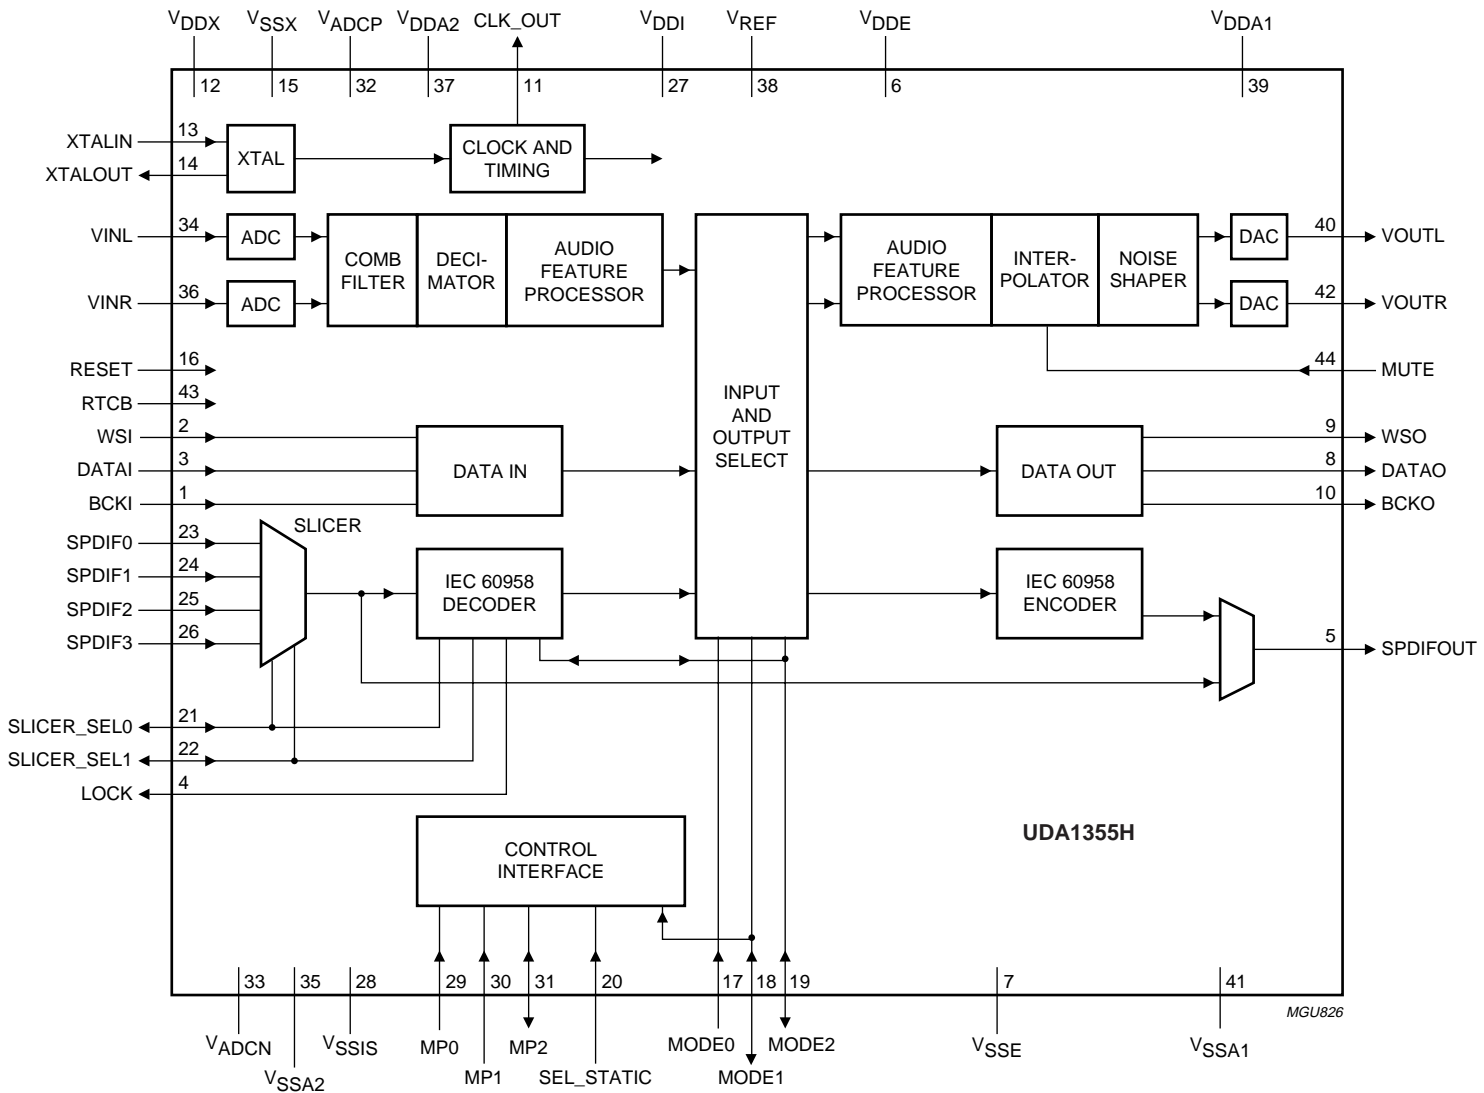 VDDX VSSX VADCP VDDA2 CLK_OUT VDDI VREF VDDE VDDA1
12 15 32 37 11 27 38 6 39
XTALIN 13
XTALOUT 14
XTAL
CLOCK AND
TIMING
VINL 34
ADC
VINR 36
ADC
COMB
FILTER
DECI-
MATOR
AUDIO
FEATURE
PROCESSOR
INPUT
AND
OUTPUT
SELECT
AUDIO
FEATURE
PROCESSOR
INTER-
POLATOR
NOISE
SHAPER
DAC
40 VOUTL
DAC
42 VOUTR
RESET 16
44 MUTE
RTCB 43
WSI 2
DATAI 3
BCKI 1
DATA IN
DATA OUT
9 WSO
8 DATAO
10 BCKO
SLICER
SPDIF0 23
SPDIF1 24
SPDIF2 25
SPDIF3 26
IEC 60958
DECODER
IEC 60958
ENCODER
5 SPDIFOUT
SLICER_SEL0 21
SLICER_SEL1 22
LOCK 4
CONTROL
INTERFACE
UDA1355H
33 35 28 29 30 31 20 17 18 19 7 41
MGU826
VADCN VSSIS MP0 MP2 MODE0 MODE2 VSSE VSSA1
VSSA2 MP1 SEL_STATIC MODE1